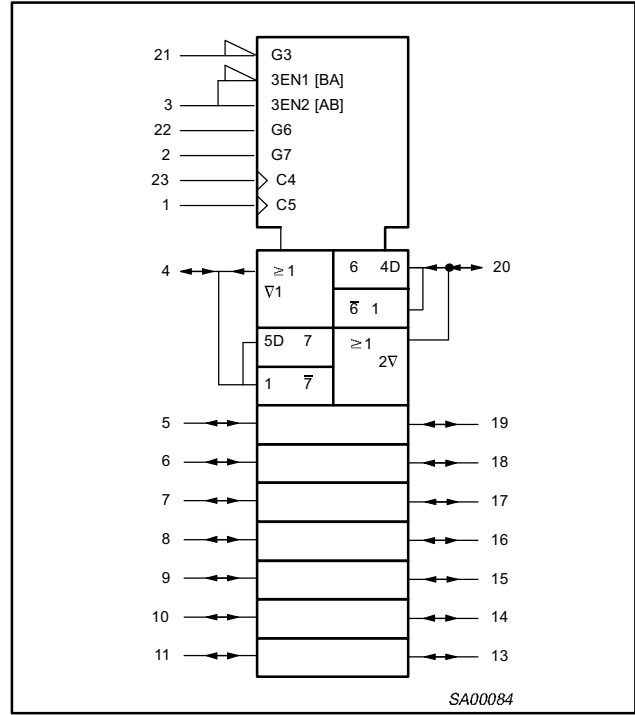 21 G3
3EN1 [BA]
3 3EN2 [AB]
22 G6
2 G7
23 C4
1 C5
4 ≥1 6 4D 20
∇1
6̅ 1
5D 7 ≥1
2∇
1 7̅
5 19
6 18
7 17
8 16
9 15
10 14
11 13
SA00084